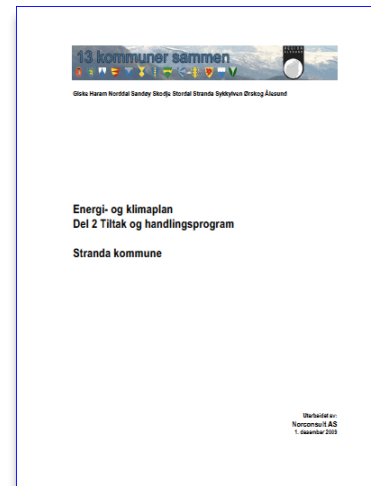 13 kommuner sammen
Giske Haram Norddal Sandøy Skodje Stordal Stranda Sykkylven Ørskog Ålesund
Energi- og klimaplan
Del 2 Tiltak og handlingsprogram
Stranda kommune
Utarbeidet av:
Norconsult AS
1. desember 2009